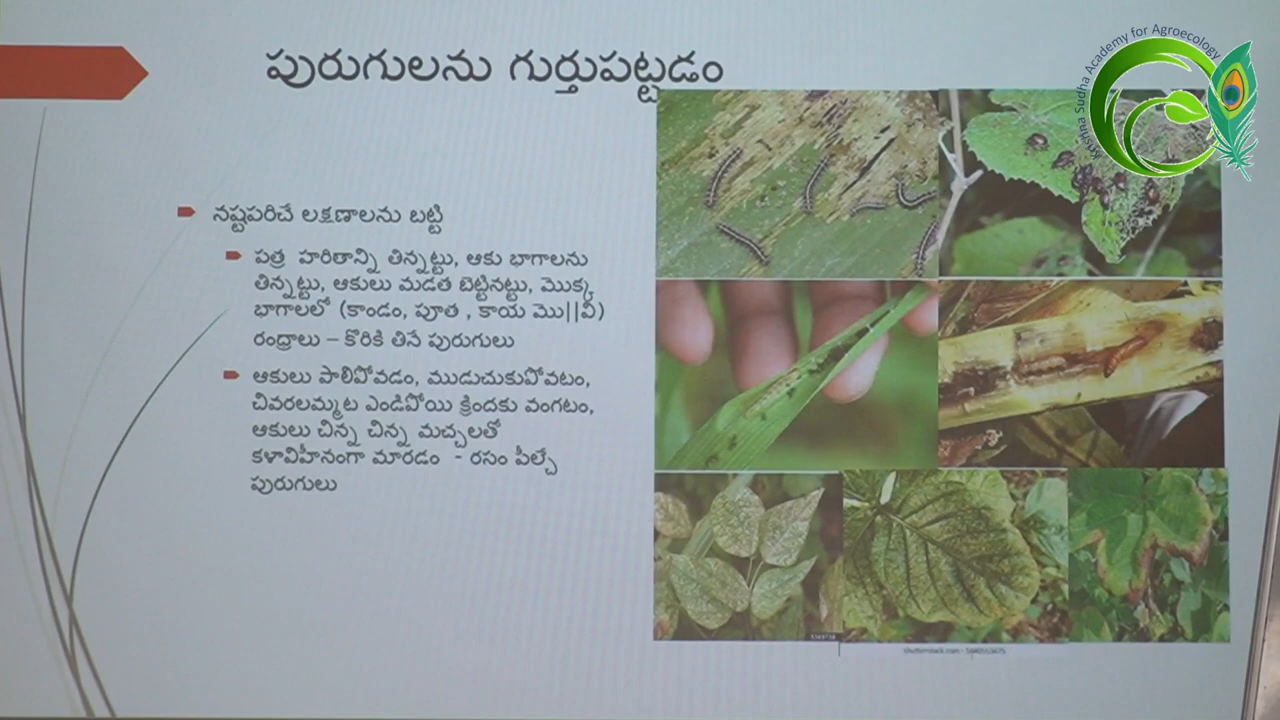 పురుగులను గుర్తుపట్టడం
Krishna Sudha Academy for Agroecology
నష్టపరిచే లక్షణాలను బట్టి
పత్ర హరితాన్ని తిన్నట్టు, ఆకు భాగాలను
తిన్నట్టు, ఆకులు మడత బెట్టినట్టు, మొక్క
భాగాలలో (కాండం, పూత , కాయ మొ||వి)
రంధ్రాలు – కొరికి తినే పురుగులు
ఆకులు పాలిపోవడం, ముడుచుకుపోవటం,
చివరలమ్మట ఎండిపోయి క్రిందకు వంగటం,
ఆకులు చిన్న చిన్న మచ్చలతో
కళావిహీనంగా మారడం - రసం పీల్చే
పురుగులు